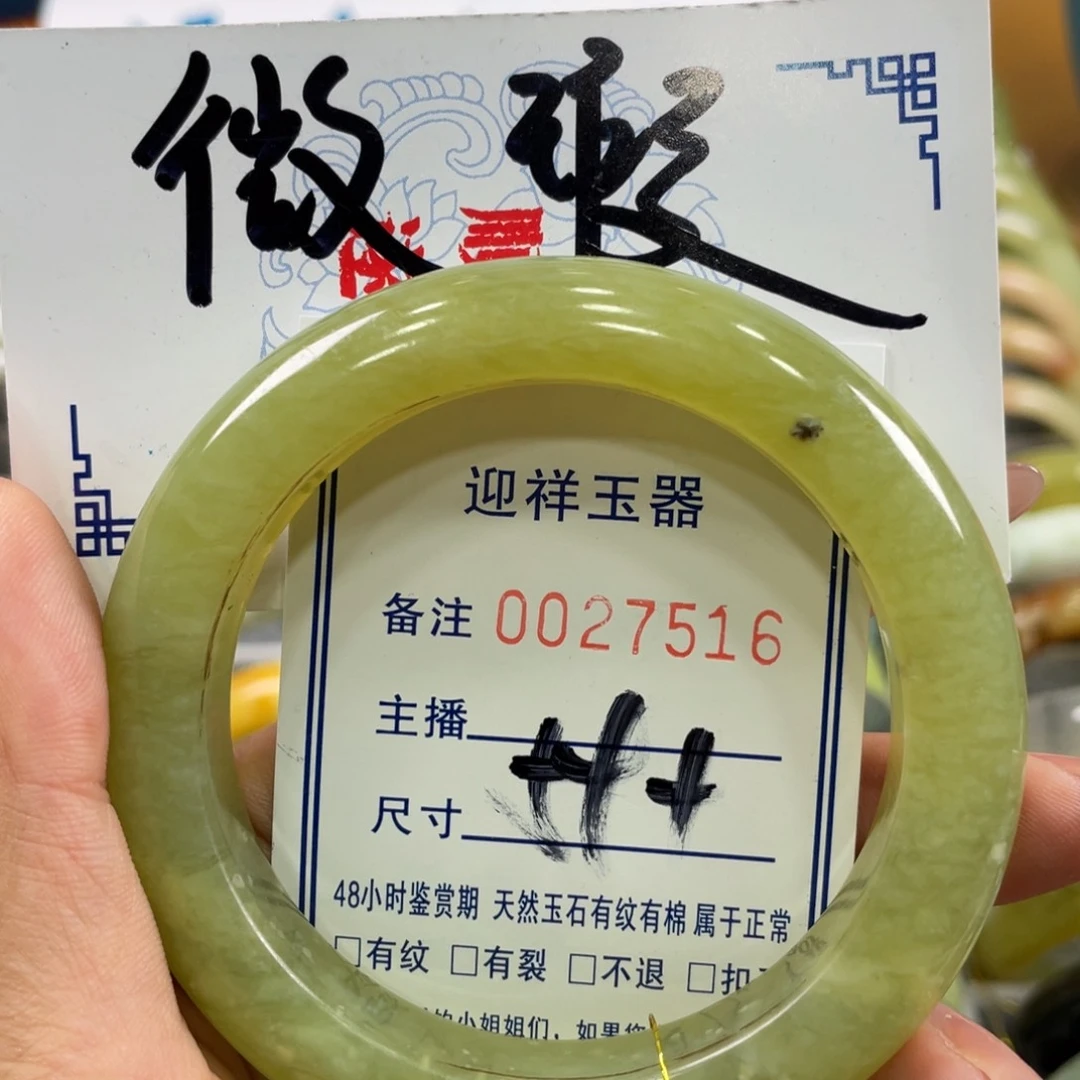 微瑕
迎祥玉器
备注 0027516
主播
尺寸
48小时鉴赏期 天然玉石有纹有棉 属于正常
□有纹 □有裂 □不退 □扣
小姐姐们，如果您